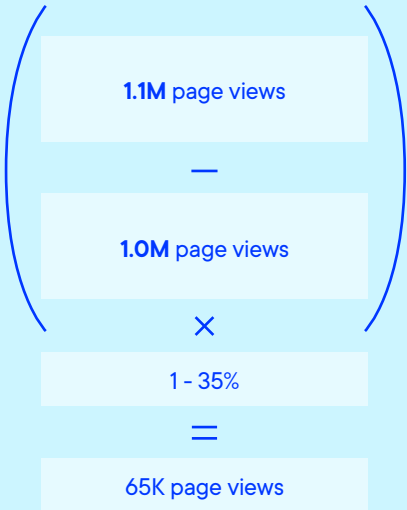 (
1.1M page views
—
1.0M page views
)
×
1 - 35%
=
65K page views